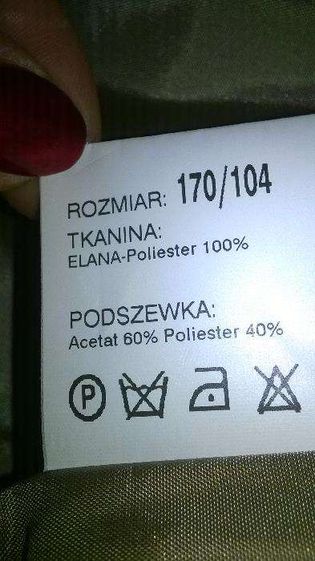 ROZMIAR: 170/104
TKANINA:
ELANA-Poliester 100%
PODSZEWKA:
Acetat 60% Poliester 40%
P